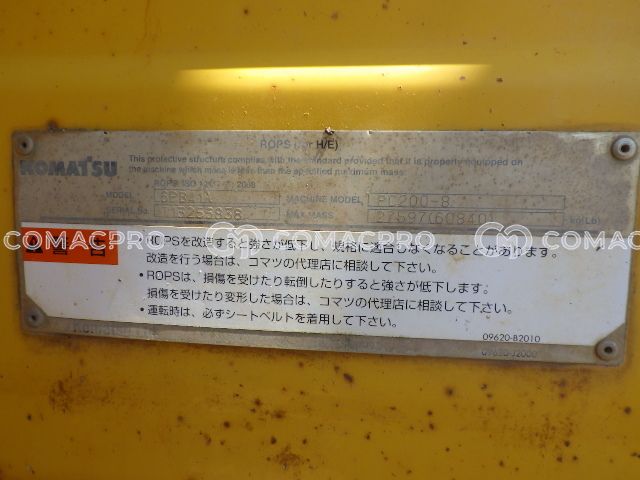 ROPS (for H/E)
KOMATSU
This protective structure complies with the standard provided that it is properly equipped on
the machine which mass is less than the specified maximum mass.
ROPS ISO 2008
MODEL MACHINE MODEL PC200-8
SERIAL No. MAX MASS 27597(60840) kg(Lb)
COMACPRO COMACPRO COMACPRO
・ROPSを改造すると強さが低下し、規格に適合しなくなることがあります。
改造を行う場合は、コマツの代理店に相談して下さい。
・ROPSは、損傷を受けたり転倒したりすると強さが低下します。
損傷を受けたり変形した場合は、コマツの代理店に相談して下さい。
・運転時は、必ずシートベルトを着用して下さい。
09620-B2010